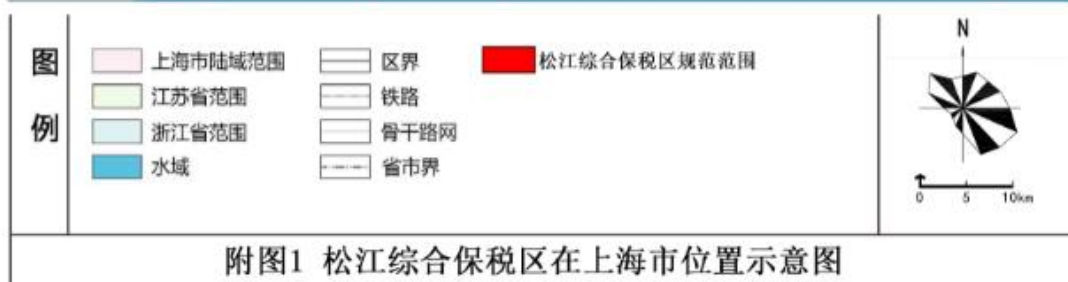 图例
上海市陆域范围
江苏省范围
浙江省范围
水域
区界
铁路
骨干路网
省市界
松江综合保税区规范范围
N
0 5 10km
附图1 松江综合保税区在上海市位置示意图